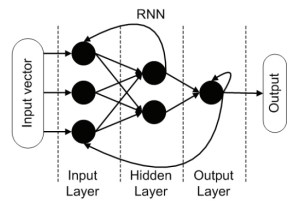 RNN
Input vector
Output
Input
Layer
Hidden
Layer
Output
Layer